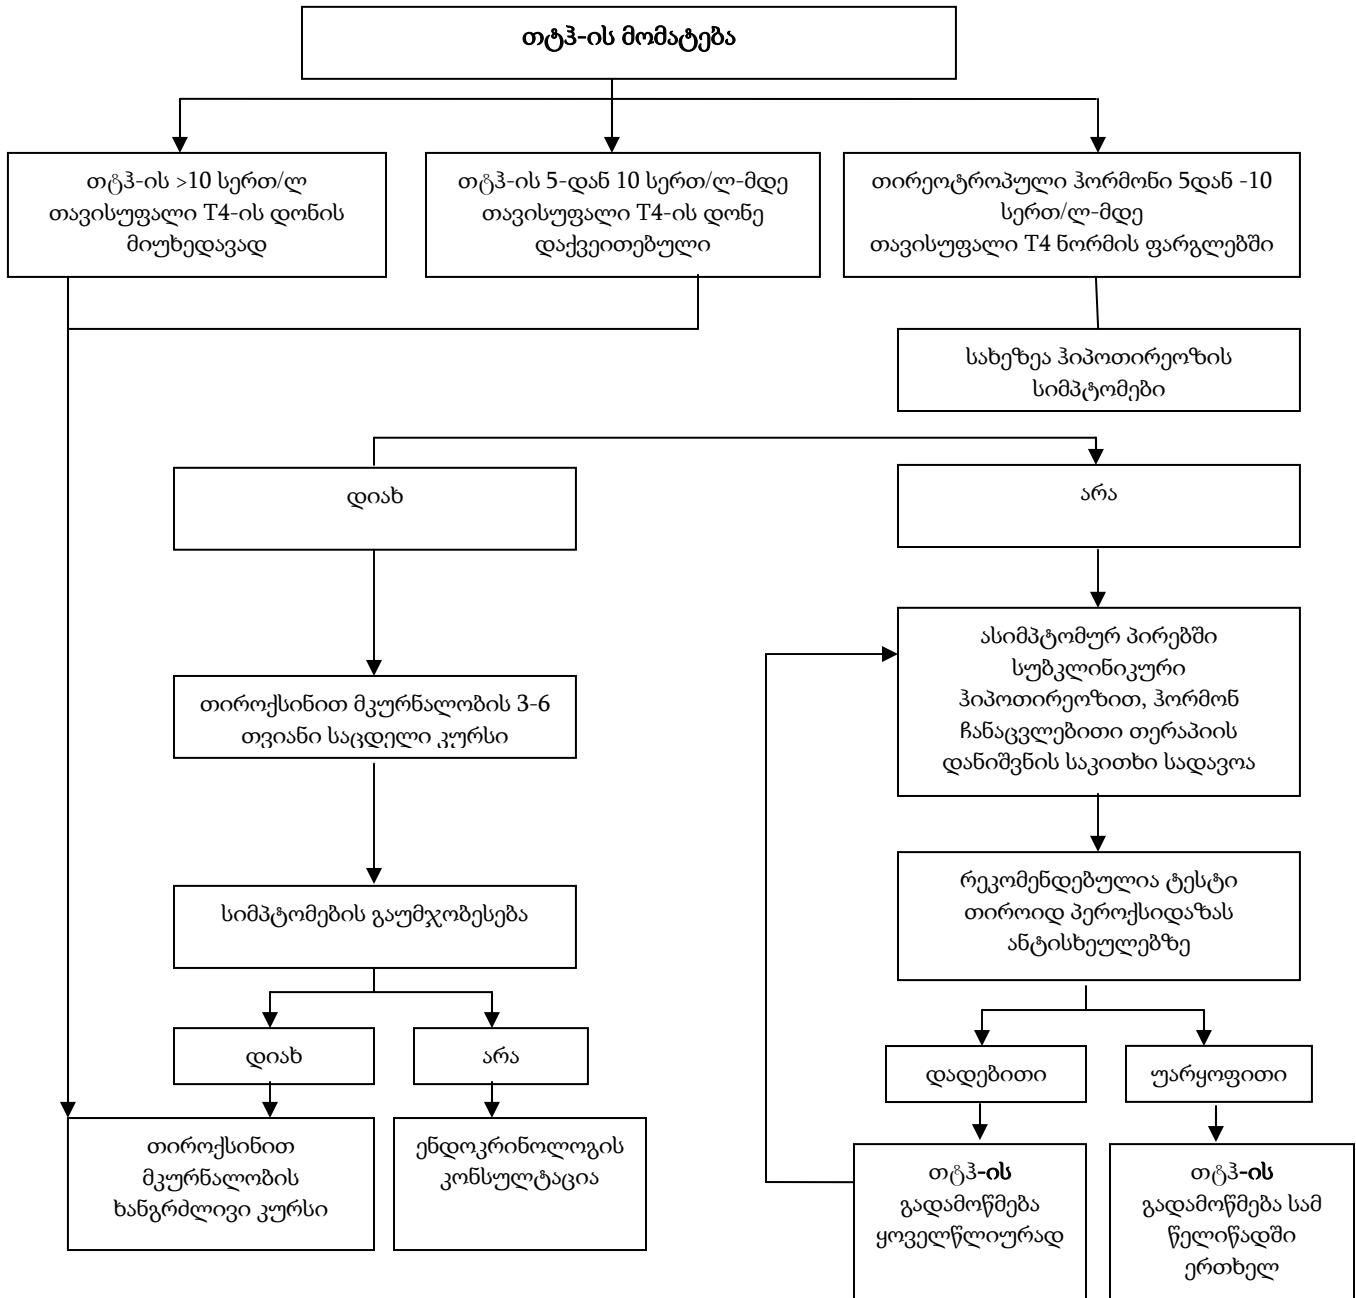 თტჰ-ის მომატება
თტჰ-ის >10 სერთ/ლ
თავისუფალი T4-ის დონის
მიუხედავად
თტჰ-ის 5-დან 10 სერთ/ლ-მდე
თავისუფალი T4-ის დონე
დაქვეითებული
თირეოტროპული ჰორმონი 5დან -10
სერთ/ლ-მდე
თავისუფალი T4 ნორმის ფარგლებში
სახეზეა ჰიპოთირეოზის
სიმპტომები
დიახ
არა
თიროქსინით მკურნალობის 3-6
თვიანი საცდელი კურსი
ასიმპტომურ პირებში
სუბკლინიკური
ჰიპოთირეოზით, ჰორმონ
ჩანაცვლებითი თერაპიის
დანიშვნის საკითხი სადავოა
სიმპტომების გაუმჯობესება
რეკომენდებულია ტესტი
თიროიდ პეროქსიდაზას
ანტისხეულებზე
დიახ
არა
დადებითი
უარყოფითი
თიროქსინით
მკურნალობის
ხანგრძლივი კურსი
ენდოკრინოლოგის
კონსულტაცია
თტჰ-ის
გადამოწმება
ყოველწლიურად
თტჰ-ის
გადამოწმება სამ
წელიწადში
ერთხელ